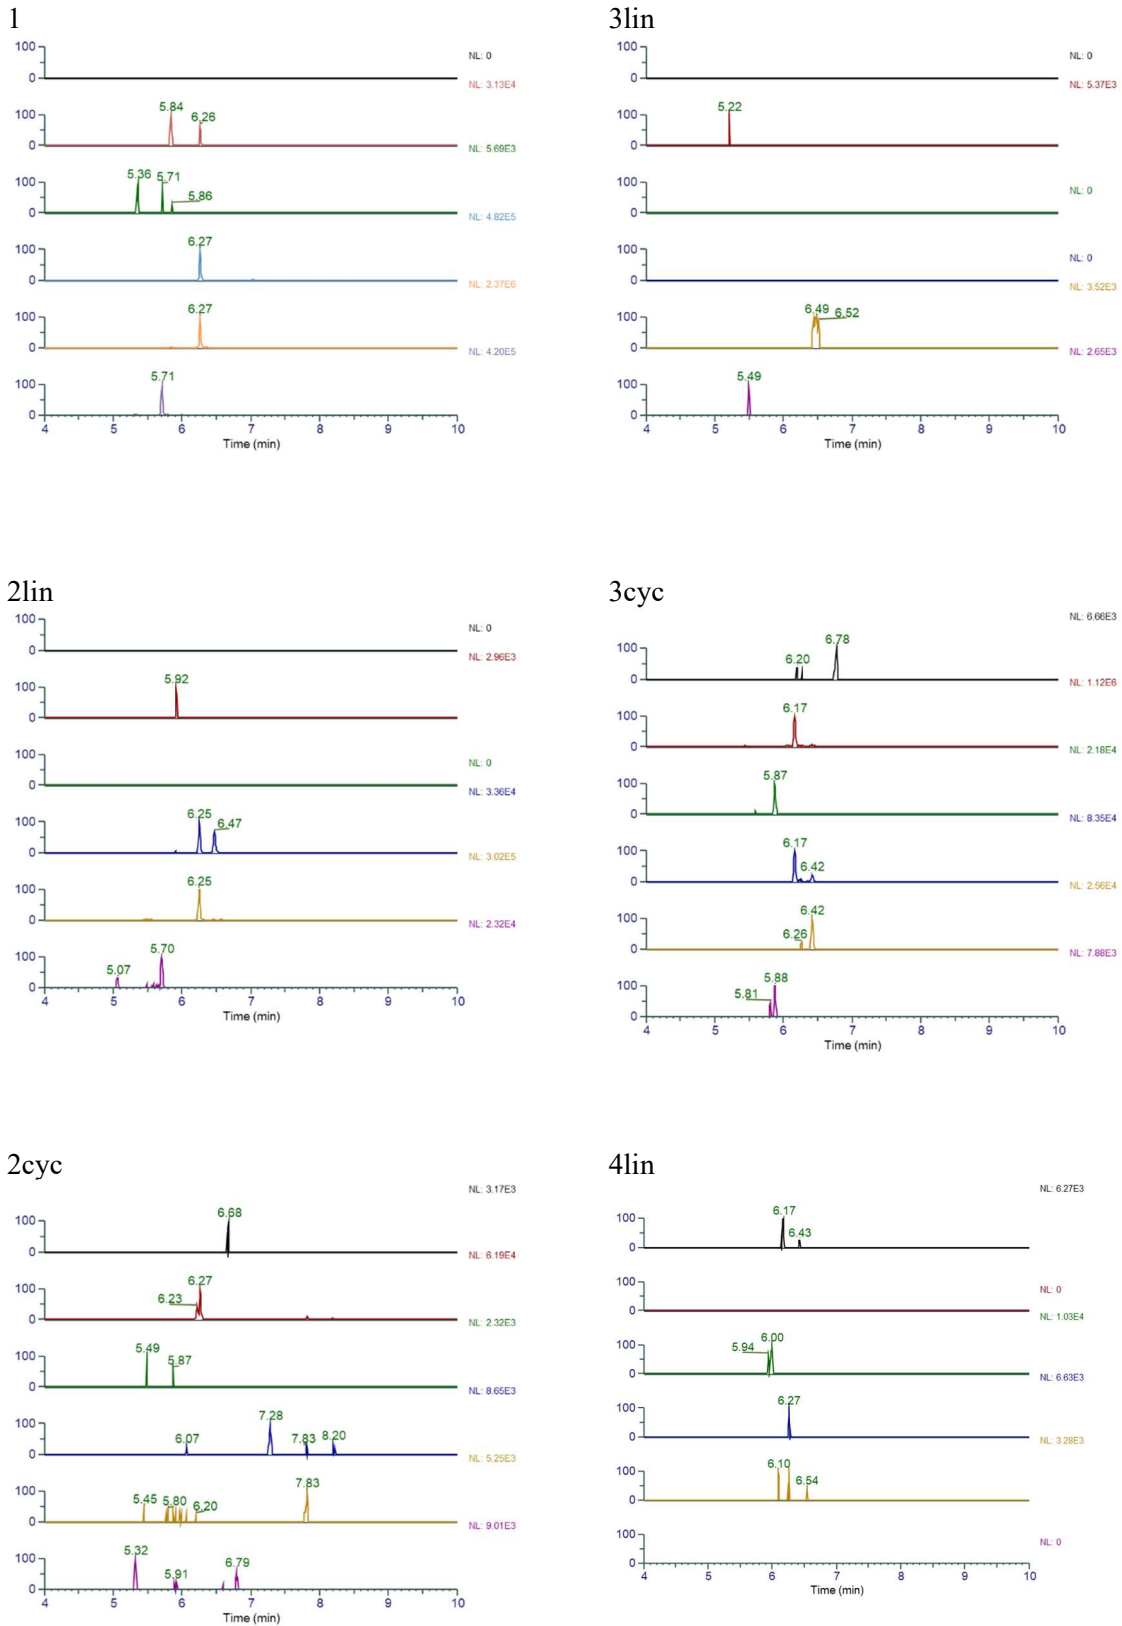 1
100
0
NL: 0
NL: 3.13E4
100
0
5.84
6.26
NL: 5.69E3
100
0
5.36
5.71
5.86
NL: 4.82E5
100
0
6.27
NL: 2.37E6
100
0
6.27
NL: 4.20E5
100
0
5.71
4 5 6 7 8 9 10
Time (min)
3lin
100
0
NL: 0
NL: 5.37E3
100
0
5.22
100
0
NL: 0
100
0
NL: 0
NL: 3.52E3
100
0
6.49
6.52
NL: 2.65E3
100
0
5.49
4 5 6 7 8 9 10
Time (min)
2lin
100
0
NL: 0
NL: 2.96E3
100
0
5.92
100
0
NL: 0
NL: 3.36E4
100
0
6.25
6.47
NL: 3.02E5
100
0
6.25
NL: 2.32E4
100
0
5.07
5.70
4 5 6 7 8 9 10
Time (min)
3cyc
NL: 6.66E3
100
0
6.20
6.78
NL: 1.12E6
100
0
6.17
NL: 2.18E4
100
0
5.87
NL: 8.35E4
100
0
6.17
6.42
NL: 2.56E4
100
0
6.26
6.42
NL: 7.88E3
100
0
5.81
5.88
4 5 6 7 8 9 10
Time (min)
2cyc
NL: 3.17E3
100
0
6.68
NL: 6.19E4
100
0
6.23
6.27
NL: 2.32E3
100
0
5.49
5.87
NL: 8.65E3
100
0
6.07
7.28
7.83
8.20
NL: 5.25E3
100
0
5.45
5.80
6.20
7.83
NL: 9.01E3
100
0
5.32
5.91
6.79
4 5 6 7 8 9 10
Time (min)
4lin
NL: 6.27E3
100
0
6.17
6.43
100
0
NL: 0
NL: 1.03E4
100
0
5.94
6.00
NL: 6.63E3
100
0
6.27
NL: 3.28E3
100
0
6.10
6.54
100
0
NL: 0
4 5 6 7 8 9 10
Time (min)